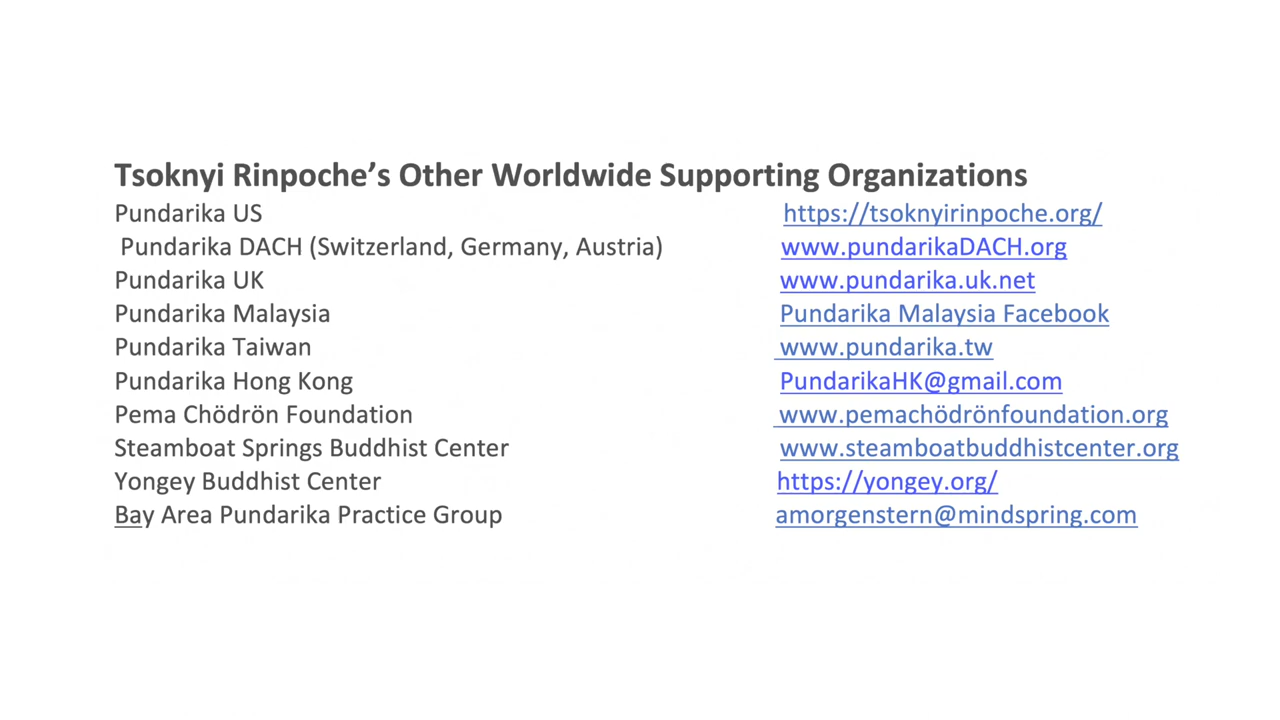 Tsoknyi Rinpoche’s Other Worldwide Supporting Organizations
Pundarika US https://tsoknyirinpoche.org/
Pundarika DACH (Switzerland, Germany, Austria) www.pundarikaDACH.org
Pundarika UK www.pundarika.uk.net
Pundarika Malaysia Pundarika Malaysia Facebook
Pundarika Taiwan www.pundarika.tw
Pundarika Hong Kong PundarikaHK@gmail.com
Pema Chödrön Foundation www.pemachödrönfoundation.org
Steamboat Springs Buddhist Center www.steamboatbuddhistcenter.org
Yongey Buddhist Center https://yongey.org/
Bay Area Pundarika Practice Group amorgenstern@mindspring.com